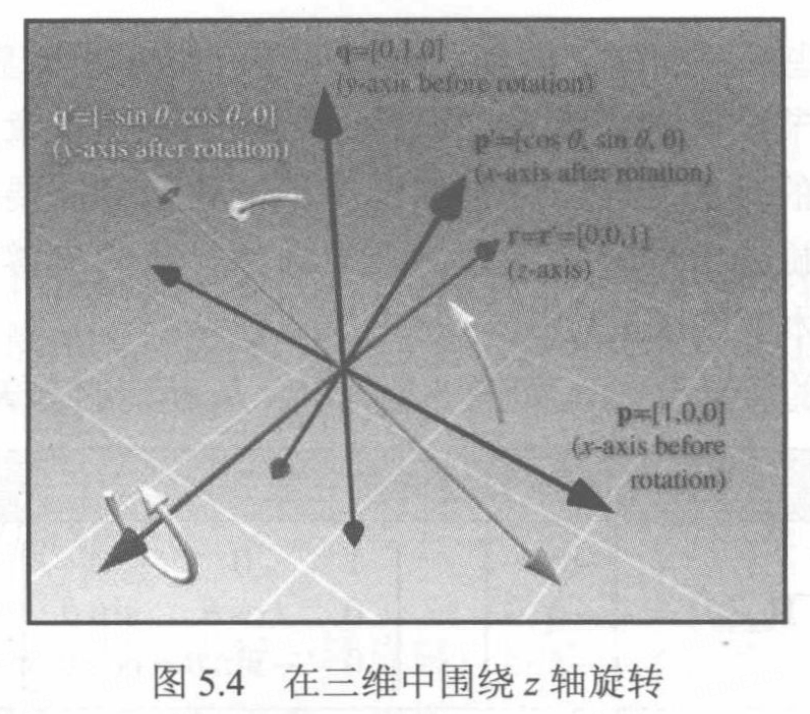 q=[0,1,0]
(y-axis before rotation)
q'=[-sin θ, cos θ, 0]
(y-axis after rotation)
p'=[cos θ, sin θ, 0]
(x-axis after rotation)
r=r'=[0,0,1]
(z-axis)
p=[1,0,0]
(x-axis before
rotation)
图 5.4 在三维中围绕 z 轴旋转